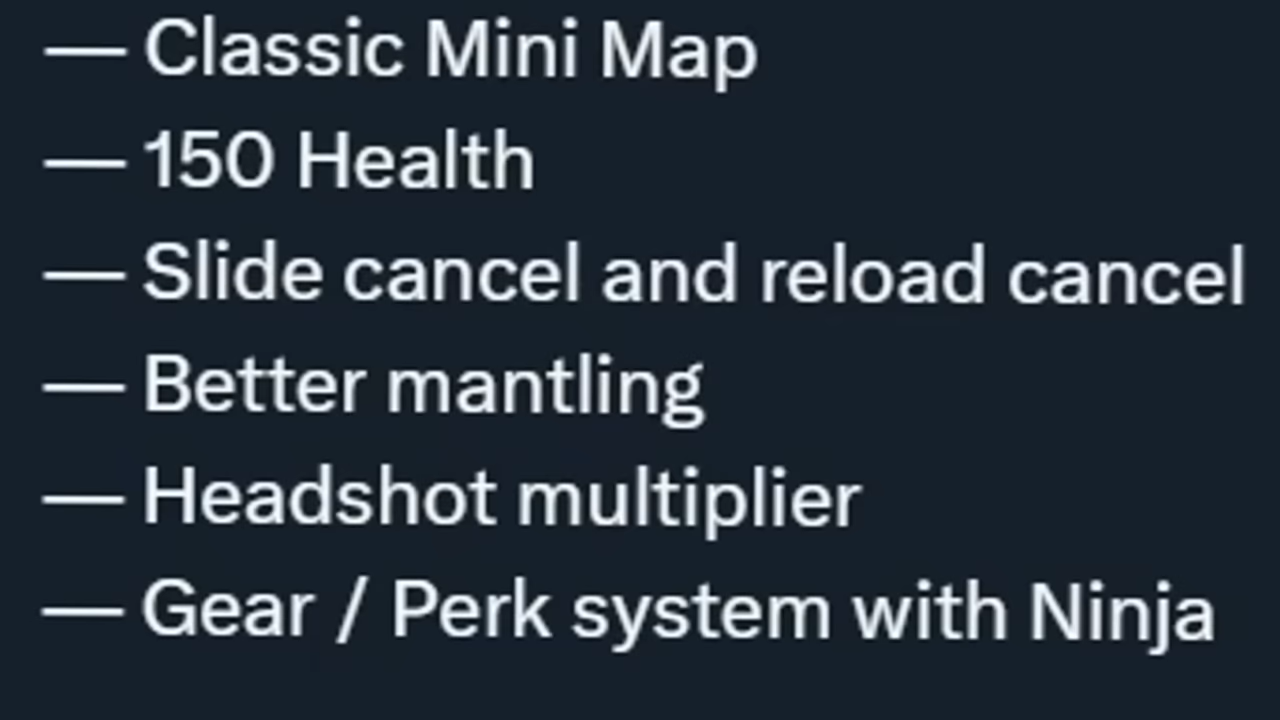 — Classic Mini Map
— 150 Health
— Slide cancel and reload cancel
— Better mantling
— Headshot multiplier
— Gear / Perk system with Ninja